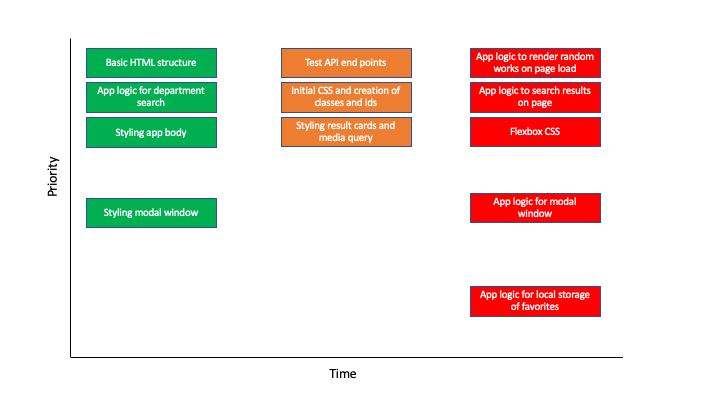 Basic HTML structure
Test API end points
App logic to render random
works on page load
App logic for department
search
Initial CSS and creation of
classes and ids
App logic to search results
on page
Styling app body
Styling result cards and
media query
Flexbox CSS
Priority
Styling modal window
App logic for modal
window
App logic for local storage
of favorites
Time